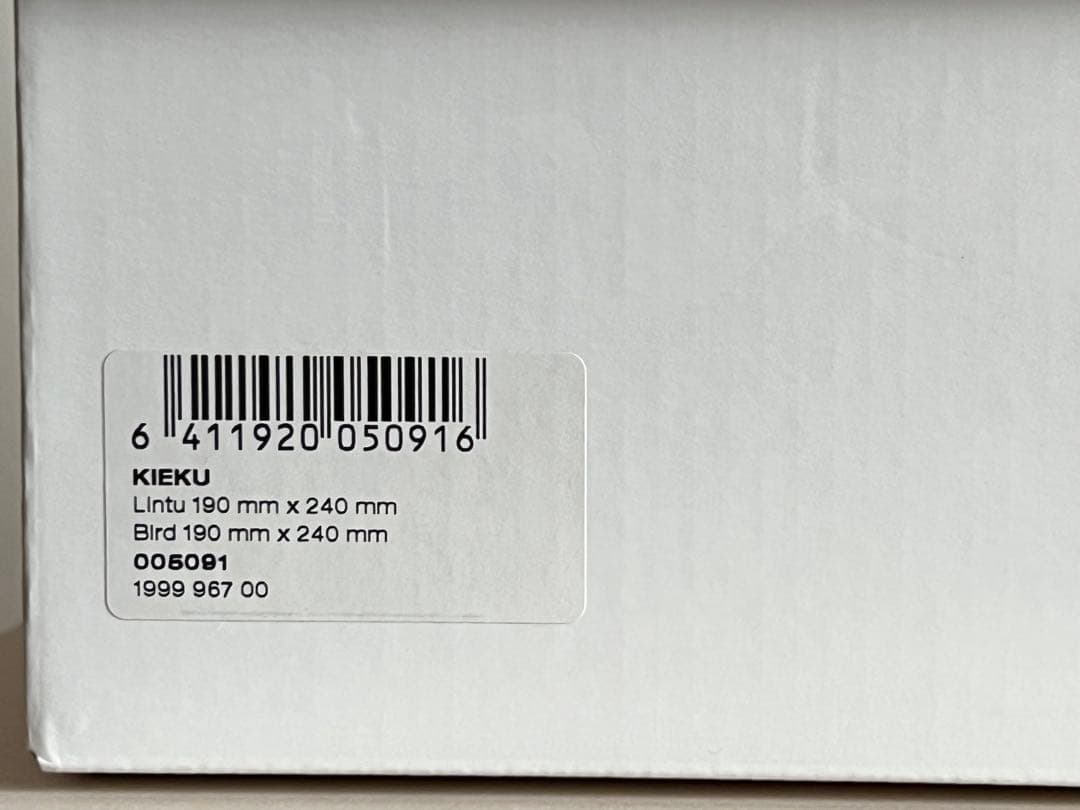 6 411920 050916
KIEKU
Lintu 190 mm x 240 mm
Bird 190 mm x 240 mm
005091
1999 967 00